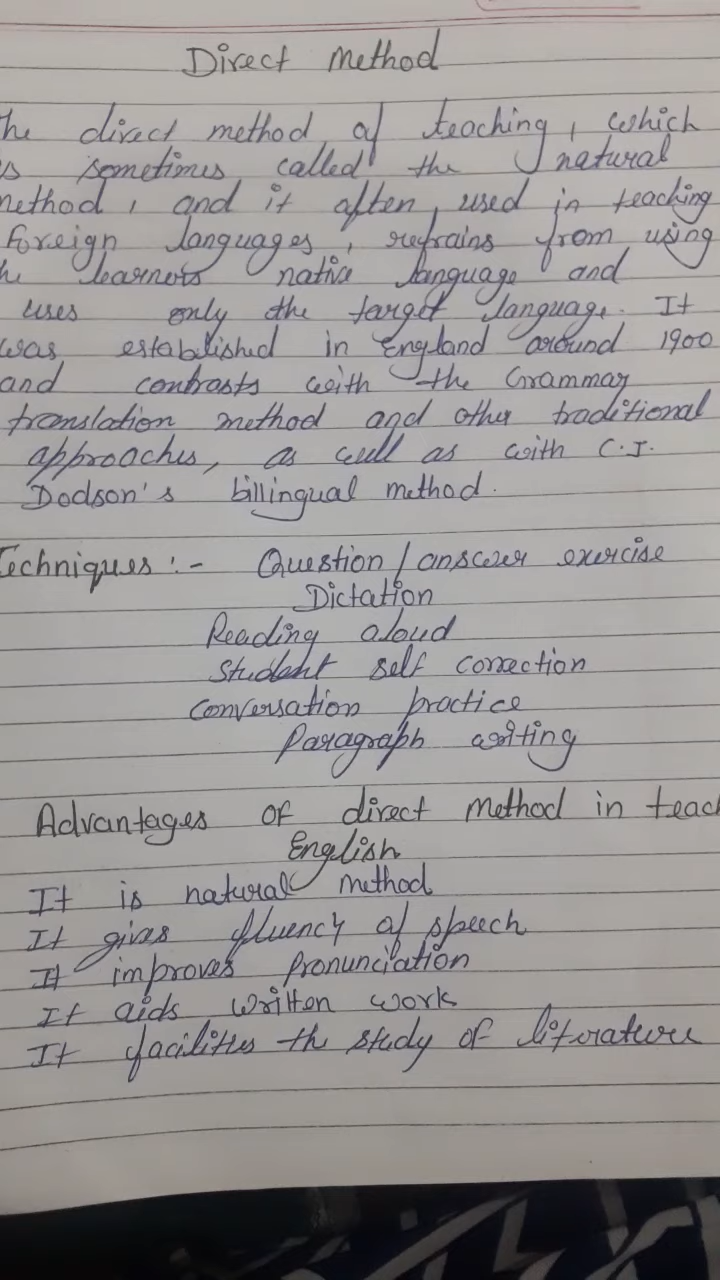 Direct Method
he direct method of teaching, which
is sometimes called the natural
method, and it often used in teaching
foreign languages, refrains from using
he learners native language and
uses only the target language. It
was established in England around 1900
and contrasts with the Grammar
translation method and other traditional
approaches, as well as with C.J.
Dodson's billingual method.
Techniques :- Question / answer exercise
Dictation
Reading aloud
Student self correction
Conversation practice
Paragraph writing
Advantages of direct method in teac
English
It is natural method
It gives fluency of speech
It improves pronunciation
It aids written work
It facilities the study of literature